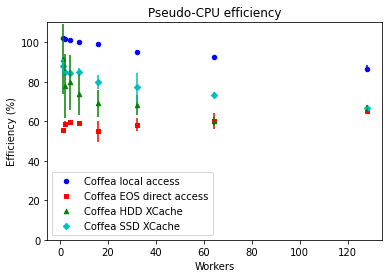 Pseudo-CPU efficiency
Efficiency (%)
100
80
60
40
20
0
Coffea local access
Coffea EOS direct access
Coffea HDD XCache
Coffea SSD XCache
0 20 40 60 80 100 120
Workers